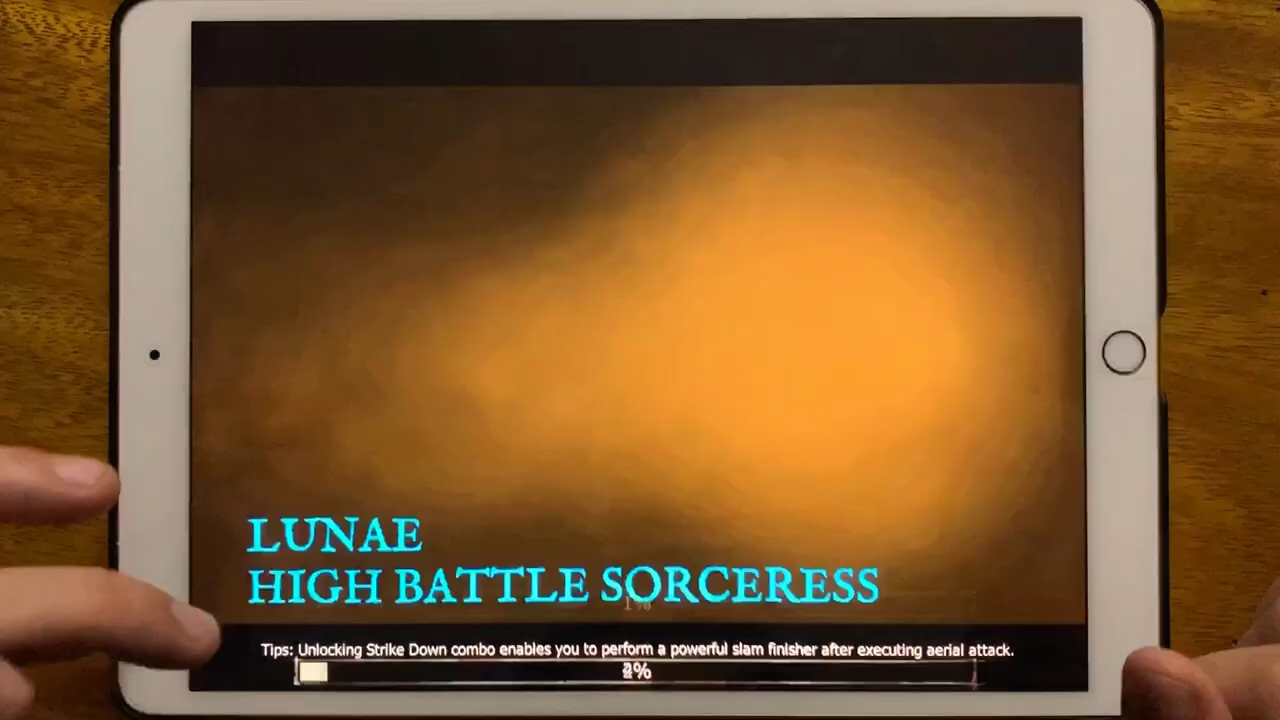 LUNAE
HIGH BATTLE SORCERESS
1%
Tips: Unlocking Strike Down combo enables you to perform a powerful slam finisher after executing aerial attack.